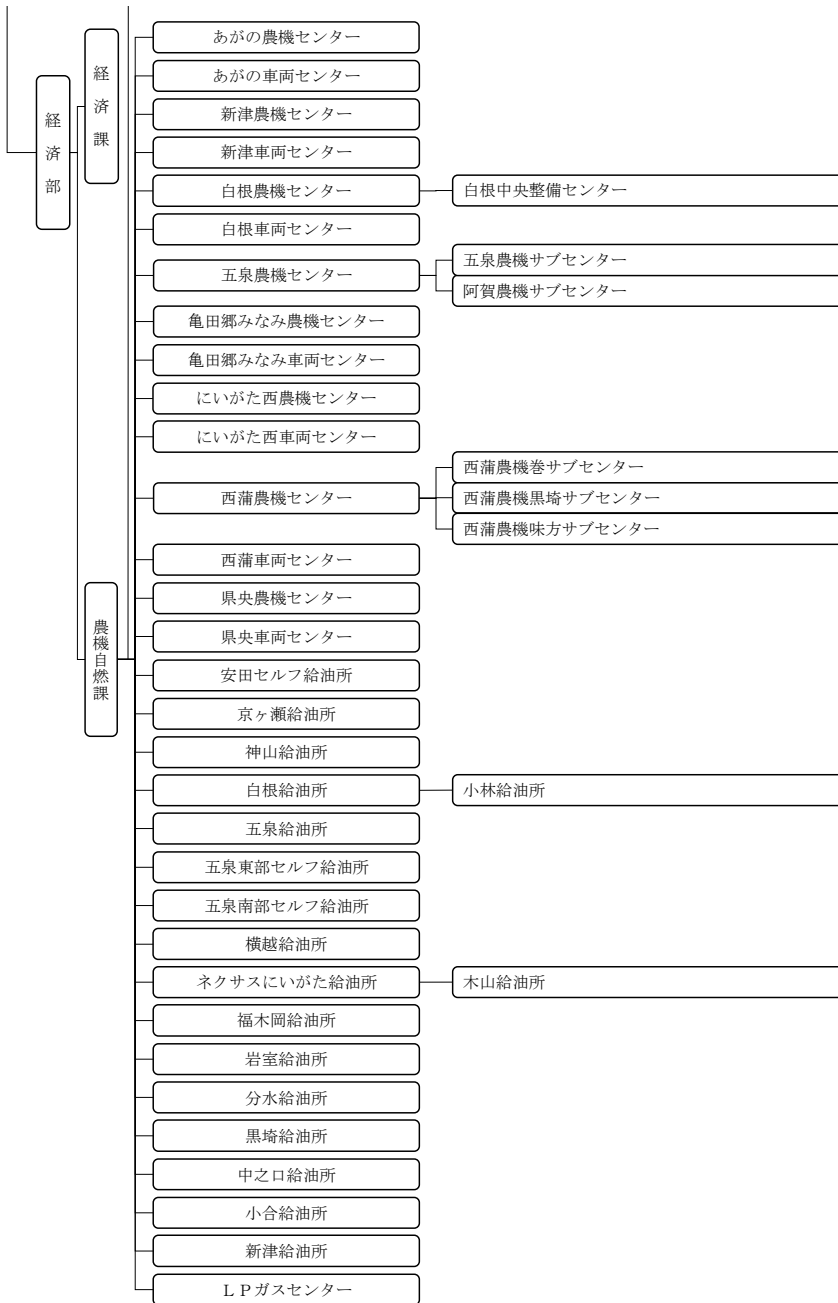 経済部
経済課
農機自燃課
あがの農機センター
あがの車両センター
新津農機センター
新津車両センター
白根農機センター
白根中央整備センター
白根車両センター
五泉農機センター
五泉農機サブセンター
阿賀農機サブセンター
亀田郷みなみ農機センター
亀田郷みなみ車両センター
にいがた西農機センター
にいがた西車両センター
西蒲農機センター
西蒲農機巻サブセンター
西蒲農機黒埼サブセンター
西蒲農機味方サブセンター
西蒲車両センター
県央農機センター
県央車両センター
安田セルフ給油所
京ヶ瀬給油所
神山給油所
白根給油所
小林給油所
五泉給油所
五泉東部セルフ給油所
五泉南部セルフ給油所
横越給油所
ネクサスにいがた給油所
木山給油所
福木岡給油所
岩室給油所
分水給油所
黒埼給油所
中之口給油所
小合給油所
新津給油所
ＬＰガスセンター